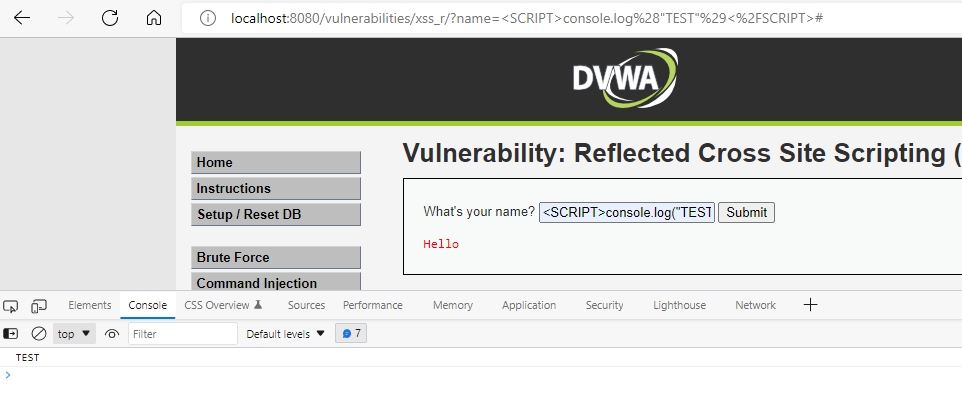 localhost:8080/vulnerabilities/xss_r/?name=<SCRIPT>console.log%28"TEST"%29<%2FSCRIPT>#
DVWA
Home
Instructions
Setup / Reset DB
Brute Force
Command Injection
Vulnerability: Reflected Cross Site Scripting (
What's your name? <SCRIPT>console.log("TEST Submit
Hello
Elements Console CSS Overview Sources Performance Memory Application Security Lighthouse Network
top Filter Default levels 7
TEST